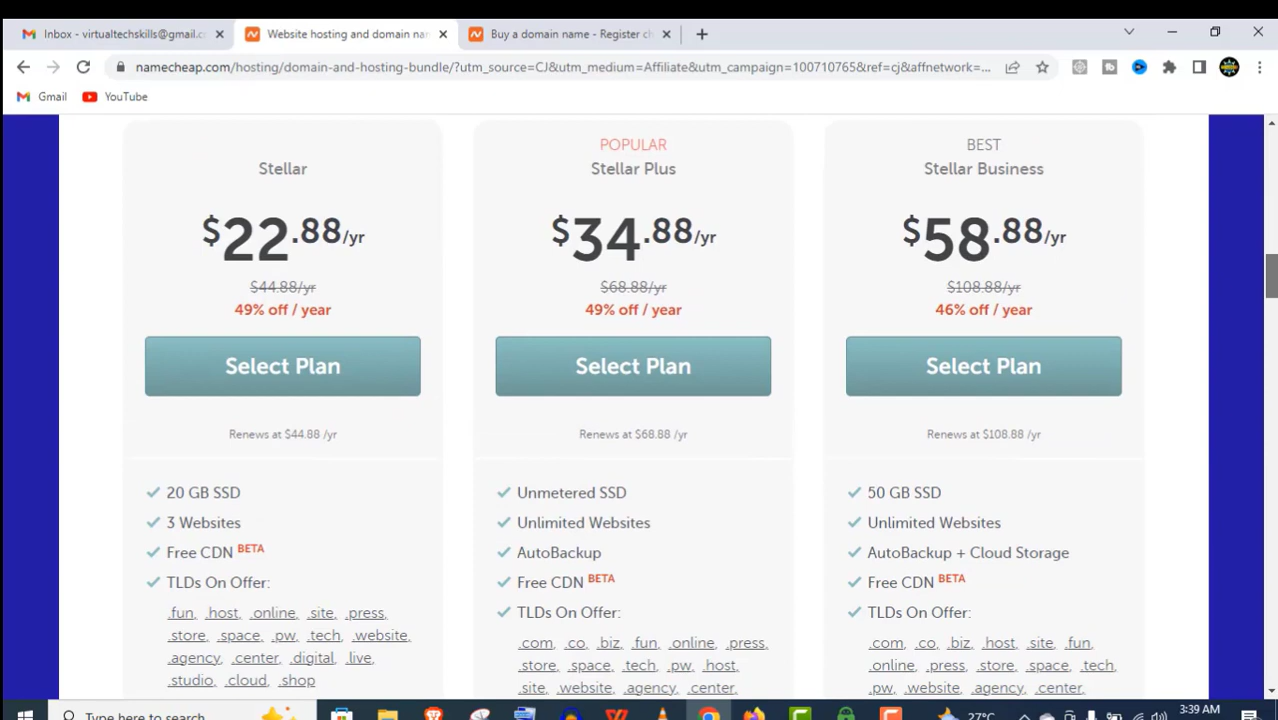 Inbox - virtualtechskills@gmail.c
Website hosting and domain nam
Buy a domain name - Register ch
namecheap.com/hosting/domain-and-hosting-bundle/?utm_source=CJ&utm_medium=Affiliate&utm_campaign=100710765&ref=cj&affnetwork=...
Gmail
YouTube
Stellar
$22.88/yr
$44.88/yr
49% off / year
Select Plan
Renews at $44.88 /yr
20 GB SSD
3 Websites
Free CDN BETA
TLDs On Offer:
.fun, .host, .online, .site, .press,
.store, .space, .pw, .tech, .website,
.agency, .center, .digital, .live,
.studio, .cloud, .shop
POPULAR
Stellar Plus
$34.88/yr
$68.88/yr
49% off / year
Select Plan
Renews at $68.88 /yr
Unmetered SSD
Unlimited Websites
AutoBackup
Free CDN BETA
TLDs On Offer:
.com, .co, .biz, .fun, .online, .press,
.store, .space, .tech, .pw, .host,
.site, .website, .agency, .center,
BEST
Stellar Business
$58.88/yr
$108.88/yr
46% off / year
Select Plan
Renews at $108.88 /yr
50 GB SSD
Unlimited Websites
AutoBackup + Cloud Storage
Free CDN BETA
TLDs On Offer:
.com, .co, .biz, .host, .site, .fun,
.online, .press, .store, .space, .tech,
.pw, .website, .agency, .center,
Type here to search
27°C
3:39 AM